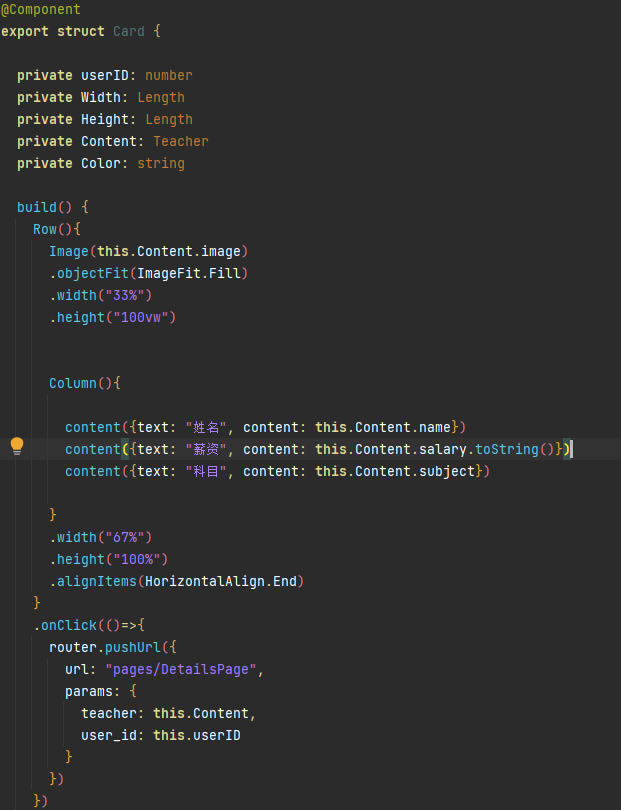 @Component
export struct Card {
private userID: number
private Width: Length
private Height: Length
private Content: Teacher
private Color: string
build() {
Row(){
Image(this.Content.image)
.objectFit(ImageFit.Fill)
.width("33%")
.height("100vw")
Column(){
content({text: "姓名", content: this.Content.name})
content({text: "薪资", content: this.Content.salary.toString()})
content({text: "科目", content: this.Content.subject})
}
.width("67%")
.height("100%")
.alignItems(HorizontalAlign.End)
}
.onClick(()=>{
router.pushUrl({
url: "pages/DetailsPage",
params: {
teacher: this.Content,
user_id: this.userID
}
})
})